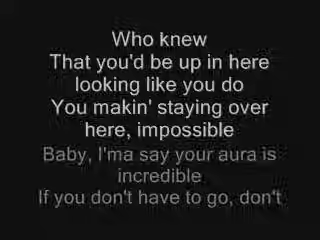 Who knew
That you'd be up in here
looking like you do
You makin' staying over
here, impossible
Baby, I'ma say your aura is
incredible
If you don't have to go, don't